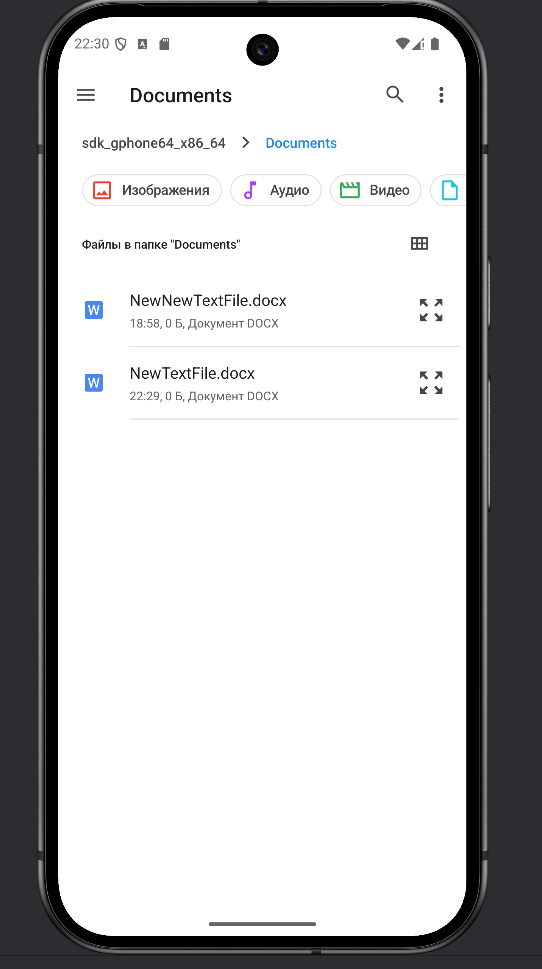 22:30
Documents
sdk_gphone64_x86_64 > Documents
Изображения Аудио Видео
Файлы в папке "Documents"
W NewNewTextFile.docx
18:58, 0 Б, Документ DOCX
W NewTextFile.docx
22:29, 0 Б, Документ DOCX